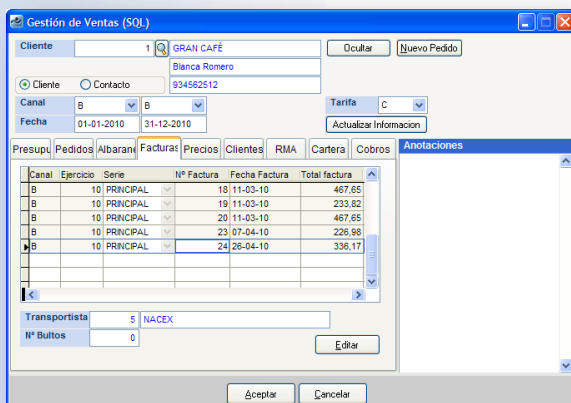 Gestión de Ventas (SQL)
Cliente 1 GRAN CAFÉ Ocultar Nuevo Pedido
Blanca Romero
Cliente Contacto 934562512
Canal B B Tarifa C
Fecha 01-01-2010 31-12-2010 Actualizar Informacion
Presupu Pedidos Albarane Facturas Precios Clientes RMA Cartera Cobros Anotaciones
Canal Ejercicio Serie Nº Factura Fecha Factura Total factura
B 10 PRINCIPAL 18 11-03-10 467,65
B 10 PRINCIPAL 19 11-03-10 233,82
B 10 PRINCIPAL 20 11-03-10 467,65
B 10 PRINCIPAL 23 07-04-10 226,98
B 10 PRINCIPAL 24 26-04-10 336,17
Transportista 5 NACEX
Nº Bultos 0
Editar
Aceptar Cancelar